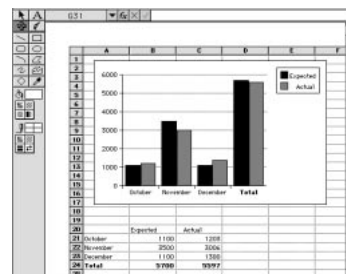 G31
A B C D E F
1
2
3
4
5
6
7
8
9
10
11
12
13
14
15
16
17
18
19
6000
5000
4000
3000
2000
1000
0
October November December Total
Expected
Actual
20 Expected Actual
21 October 1100 1208
22 November 3500 3006
23 December 1100 1380
24 Total 5700 5597